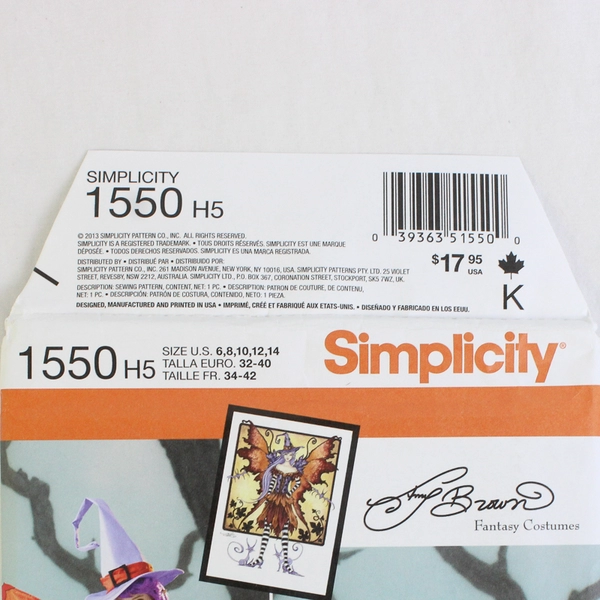 SIMPLICITY
1550 H5
© 2013 SIMPLICITY PATTERN CO., INC. ALL RIGHTS RESERVED.
SIMPLICITY IS A REGISTERED TRADEMARK. • TOUS DROITS RÉSERVÉS. SIMPLICITY EST UNE MARQUE
DÉPOSÉE. • TODOS DERECHOS RESERVADOS. SIMPLICITY ES UNA MARCA REGISTRADA.
DISTRIBUTED BY • DISTRIBUÉ PAR • DISTRIBUIDO POR:
SIMPLICITY PATTERN CO., INC. 261 MADISON AVENUE, NEW YORK, NY 10016, USA. SIMPLICITY PATTERNS PTY. LTD. 25 VIOLET
STREET, REVESBY, NSW 2212, AUSTRALIA. SIMPLICITY LTD., P.O. BOX 367, CORONATION STREET, STOCKPORT, SK5 7WZ, UK.
DESCRIPTION: SEWING PATTERN, CONTENT, NET: 1 PC. • DESCRIPTION: PATRON DE COUTURE, DE CONTENU,
NET: 1 PC. • DESCRIPCIÓN: PATRÓN DE COSTURA, CONTENIDO, NETO: 1 PIEZA.
DESIGNED, MANUFACTURED AND PRINTED IN USA • IMPRIMÉ, CRÉÉ ET FABRIQUÉ AUX ETATS-UNIS. • DISEÑADO Y FABRICADO EN LOS EEUU.
0 39363 51550 0
$17.95
USA
K
1550 H5
SIZE U.S. 6,8,10,12,14
TALLA EURO. 32-40
TAILLE FR. 34-42
Simplicity®
Amy Brown
Fantasy Costumes